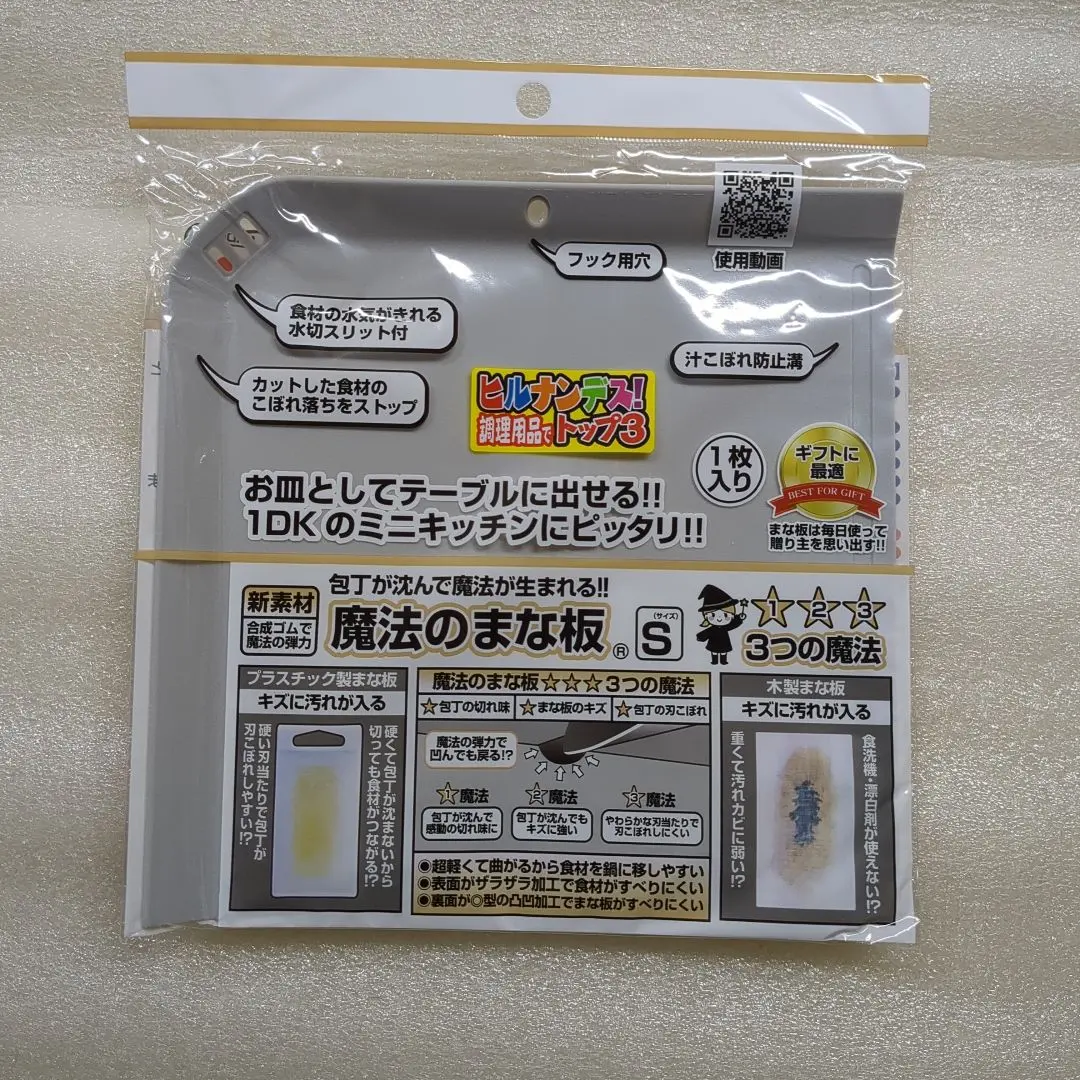 使用動画
フック用穴
食材の水気がきれる
水切スリット付
汁こぼれ防止溝
カットした食材の
こぼれ落ちをストップ
ヒルナンデス!
調理用品でトップ3
1枚
入り
ギフトに
最適
BEST FOR GIFT
まな板は毎日使って
贈り主を思い出す!!
お皿としてテーブルに出せる!!
1DKのミニキッチンにピッタリ!!
包丁が沈んで魔法が生まれる!!
新素材
合成ゴムで
魔法の弾力
魔法のまな板®
(サイズ)
S
1 2 3
3つの魔法
プラスチック製まな板
キズに汚れが入る
硬くて包丁が沈まないから
切っても食材がつながる!?
硬い刃当たりで包丁が
刃こぼれしやすい!?
魔法のまな板☆☆☆3つの魔法
☆包丁の切れ味 ☆まな板のキズ ☆包丁の刃こぼれ
魔法の弾力で
凹んでも戻る!?
1魔法
包丁が沈んで
感動の切れ味に
2魔法
包丁が沈んでも
キズに強い
3魔法
やわらかな刃当たりで
刃こぼれしにくい
●超軽くて曲がるから食材を鍋に移しやすい
●表面がザラザラ加工で食材がすべりにくい
●裏面が◎型の凸凹加工でまな板がすべりにくい
木製まな板
キズに汚れが入る
食洗機・漂白剤が使えない!?
重くて汚れカビに弱い!?